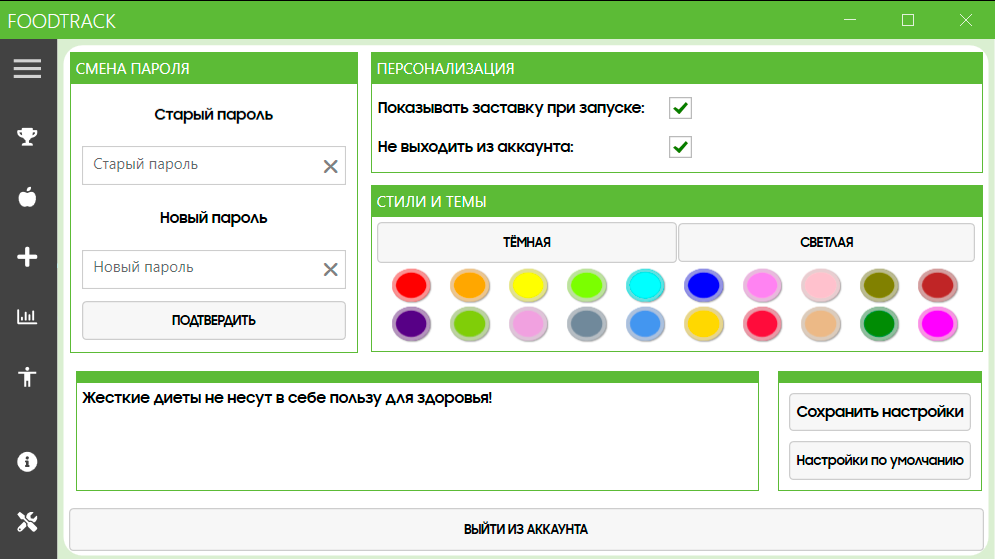 FOODTRACK
СМЕНА ПАРОЛЯ
Старый пароль
Старый пароль
Новый пароль
Новый пароль
ПОДТВЕРДИТЬ
ПЕРСОНАЛИЗАЦИЯ
Показывать заставку при запуске:
Не выходить из аккаунта:
СТИЛИ И ТЕМЫ
ТЁМНАЯ
СВЕТЛАЯ
Жесткие диеты не несут в себе пользу для здоровья!
Сохранить настройки
Настройки по умолчанию
ВЫЙТИ ИЗ АККАУНТА